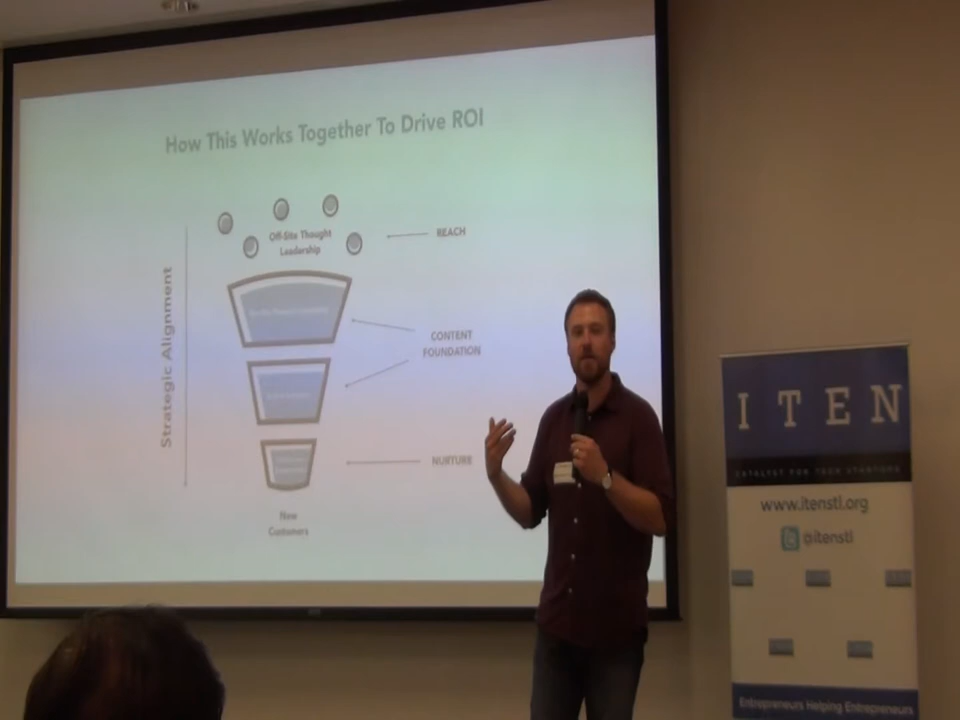 How This Works Together To Drive ROI
Off-Site Thought
Leadership
REACH
Strategic Alignment
CONTENT
FOUNDATION
NURTURE
New
Customers
ITEN
CATALYST FOR TECH STARTUPS
www.itenstl.org
@itenstl
Entrepreneurs Helping Entrepreneurs